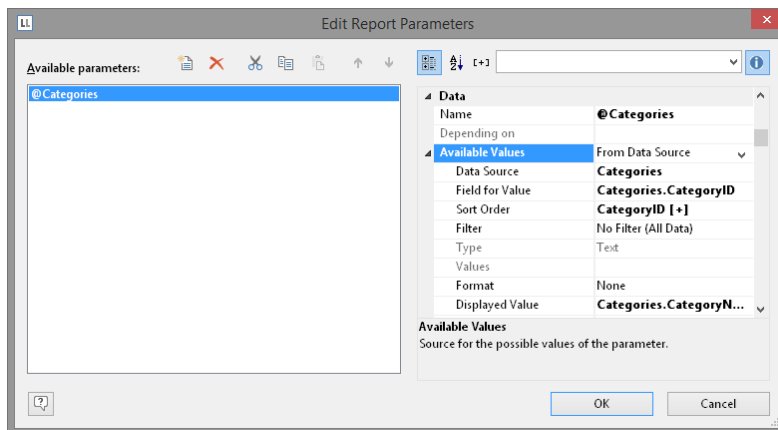 LL
Edit Report Parameters
Available parameters:
[+]
@Categories
Data
Name @Categories
Depending on
Available Values From Data Source
Data Source Categories
Field for Value Categories.CategoryID
Sort Order CategoryID [+]
Filter No Filter (All Data)
Type Text
Values
Format None
Displayed Value Categories.CategoryN...
Available Values
Source for the possible values of the parameter.
OK Cancel